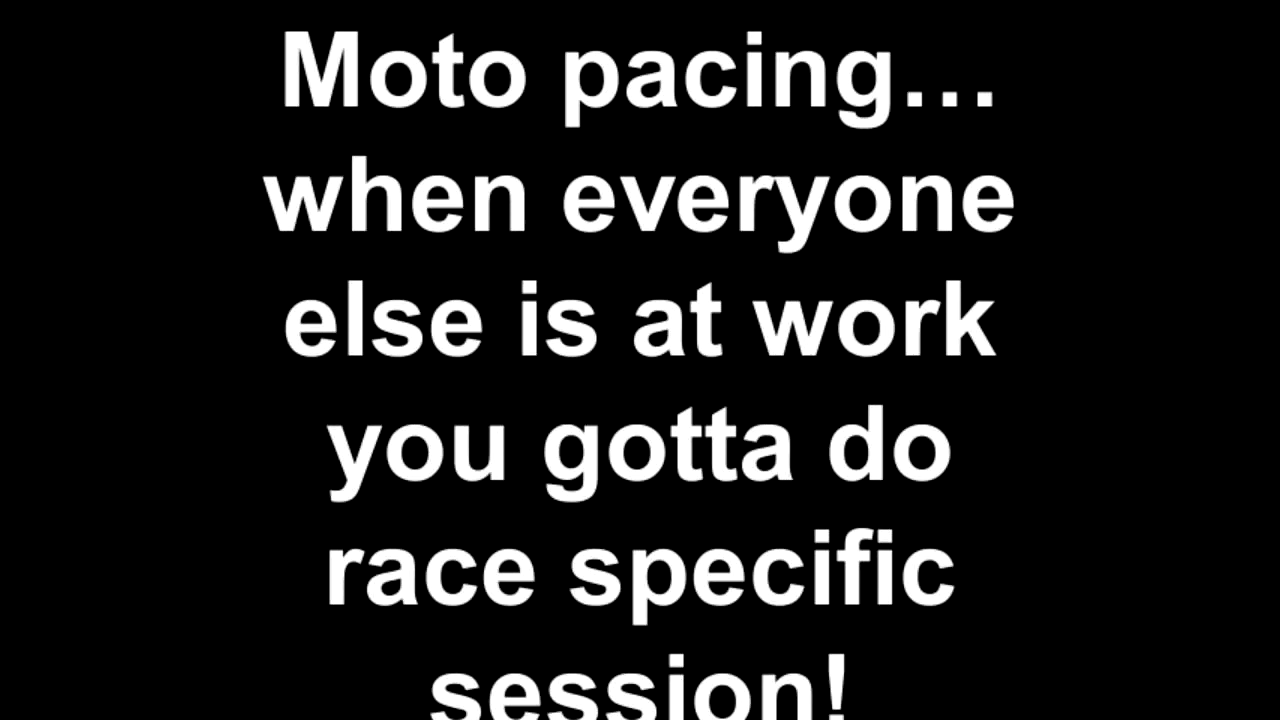 Moto pacing…
when everyone
else is at work
you gotta do
race specific
session!